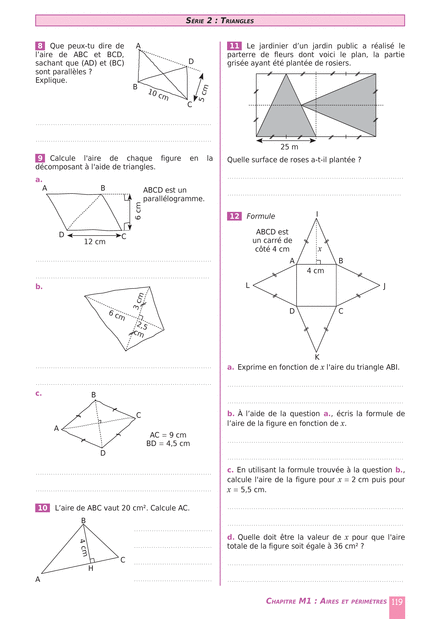 SÉRIE 2 : TRIANGLES
8 Que peux-tu dire de
l'aire de ABC et BCD,
sachant que (AD) et (BC)
sont parallèles ?
Explique.
A
D
B
C
10 cm
5 cm
9 Calcule l'aire de chaque figure en la
décomposant à l'aide de triangles.
a.
A
B
ABCD est un
parallélogramme.
6 cm
D
C
12 cm
b.
3 cm
6 cm
2,5
cm
c.
B
C
A
D
AC = 9 cm
BD = 4,5 cm
10 L'aire de ABC vaut 20 cm². Calcule AC.
B
4 cm
C
H
A
11 Le jardinier d'un jardin public a réalisé le
parterre de fleurs dont voici le plan, la partie
grisée ayant été plantée de rosiers.
25 m
Quelle surface de roses a-t-il plantée ?
12 Formule
ABCD est
un carré de
côté 4 cm
I
x
A
B
4 cm
L
J
D
C
K
a. Exprime en fonction de x l'aire du triangle ABI.
b. À l'aide de la question a., écris la formule de
l'aire de la figure en fonction de x.
c. En utilisant la formule trouvée à la question b.,
calcule l'aire de la figure pour x = 2 cm puis pour
x = 5,5 cm.
d. Quelle doit être la valeur de x pour que l'aire
totale de la figure soit égale à 36 cm² ?
CHAPITRE M1 : AIRES ET PÉRIMÈTRES 119